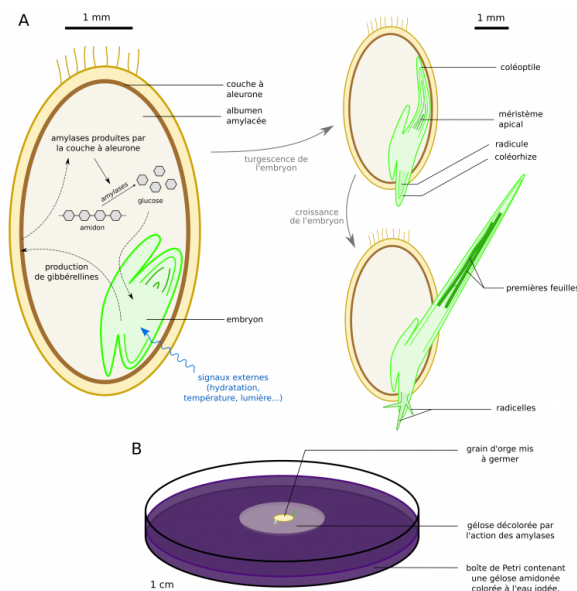 A
1 mm
couche à
aleurone
albumen
amylacée
amylases produites par
la couche à aleurone
amylases
glucose
amidon
production
de gibbérellines
embryon
signaux externes
(hydratation,
température, lumière...)
turgescence de
l'embryon
croissance
de l'embryon
1 mm
coléoptile
méristème
apical
radicule
coléorhize
premières feuilles
radicelles
B
grain d'orge mis
à germer
gélose décolorée par
l'action des amylases
boîte de Petri contenant
une gélose amidonée
colorée à l'eau iodée.
1 cm